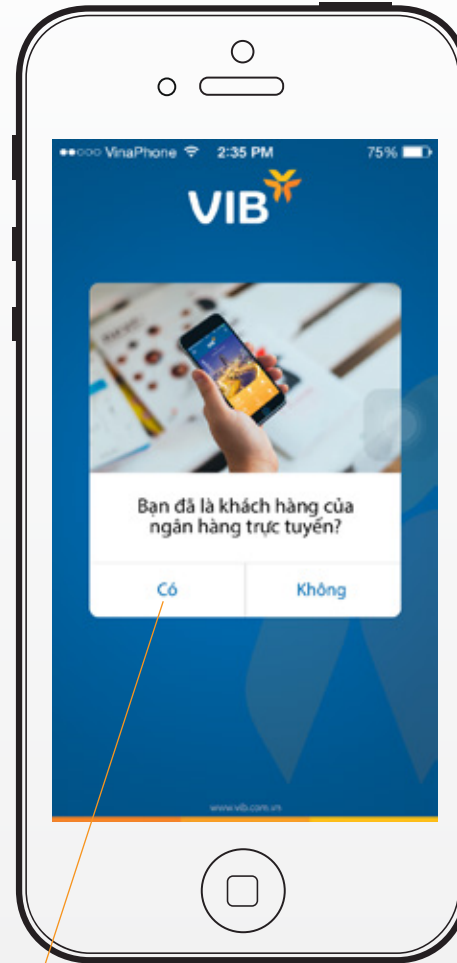 ●●○○○ VinaPhone 2:35 PM 75%
VIB
Bạn đã là khách hàng của
ngân hàng trực tuyến?
Có Không
www.vib.com.vn